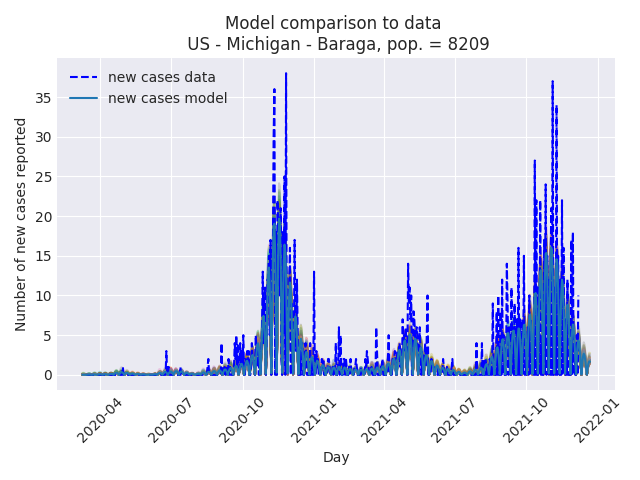 Model comparison to data
US - Michigan - Baraga, pop. = 8209
new cases data
new cases model
Number of new cases reported
35
30
25
20
15
10
5
0
2020-04
2020-07
2020-10
2021-01
2021-04
2021-07
2021-10
2022-01
Day